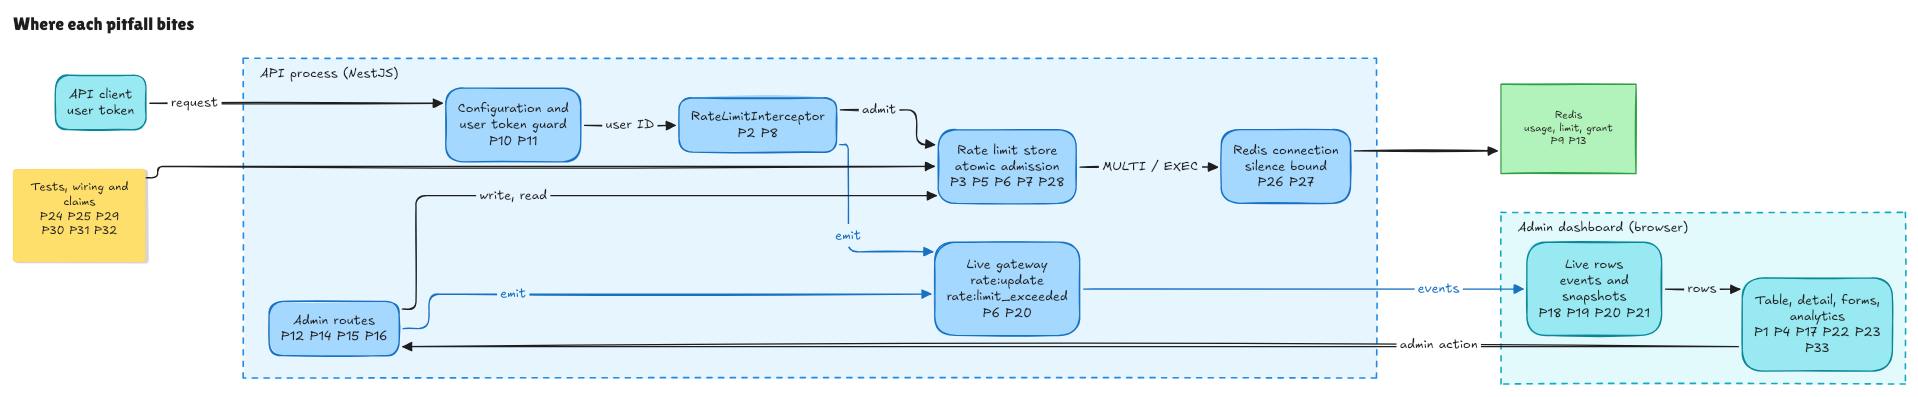 Where each pitfall bites
API process (NestJS)
API client
user token
request
Configuration and
user token guard
P10 P11
user ID
RateLimitInterceptor
P2 P8
admit
Rate limit store
atomic admission
P3 P5 P6 P7 P28
MULTI / EXEC
Redis connection
silence bound
P26 P27
Redis
usage, limit, grant
P9 P13
Tests, wiring and
claims
P24 P25 P29
P30 P31 P32
write, read
emit
Live gateway
rate:update
rate:limit_exceeded
P6 P20
emit
Admin routes
P12 P14 P15 P16
events
Admin dashboard (browser)
Live rows
events and
snapshots
P18 P19 P20 P21
rows
Table, detail, forms,
analytics
P1 P4 P17 P22 P23
P33
admin action